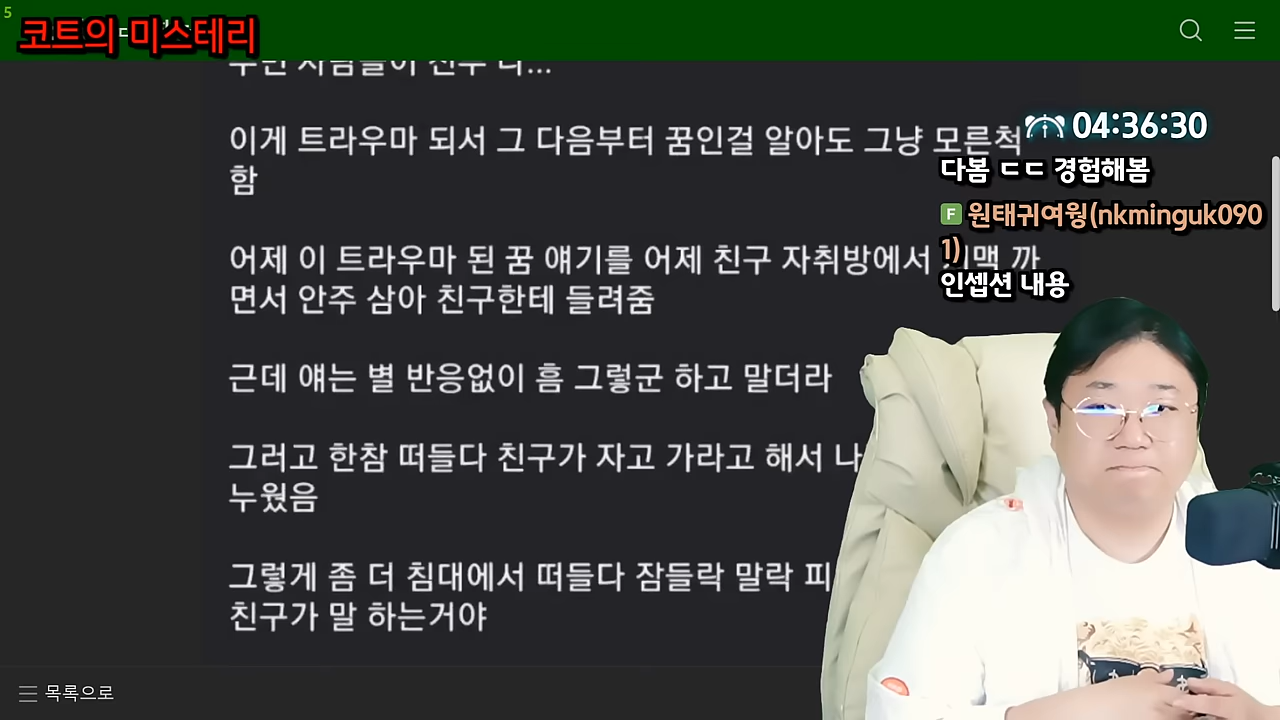 5
코트의 미스테리
04:36:30
다봄 ㄷㄷ 경험해봄
F 원태귀여웡(nkminguk090
1)
인셉션 내용
이게 트라우마 되서 그 다음부터 꿈인걸 알아도 그냥 모른척
함
어제 이 트라우마 된 꿈 얘기를 어제 친구 자취방에서 까
면서 안주 삼아 친구한테 들려줌
근데 얘는 별 반응없이 흠 그렇군 하고 말더라
그러고 한참 떠들다 친구가 자고 가라고 해서 나
누웠음
그렇게 좀 더 침대에서 떠들다 잠들락 말락 피
친구가 말 하는거야
목록으로